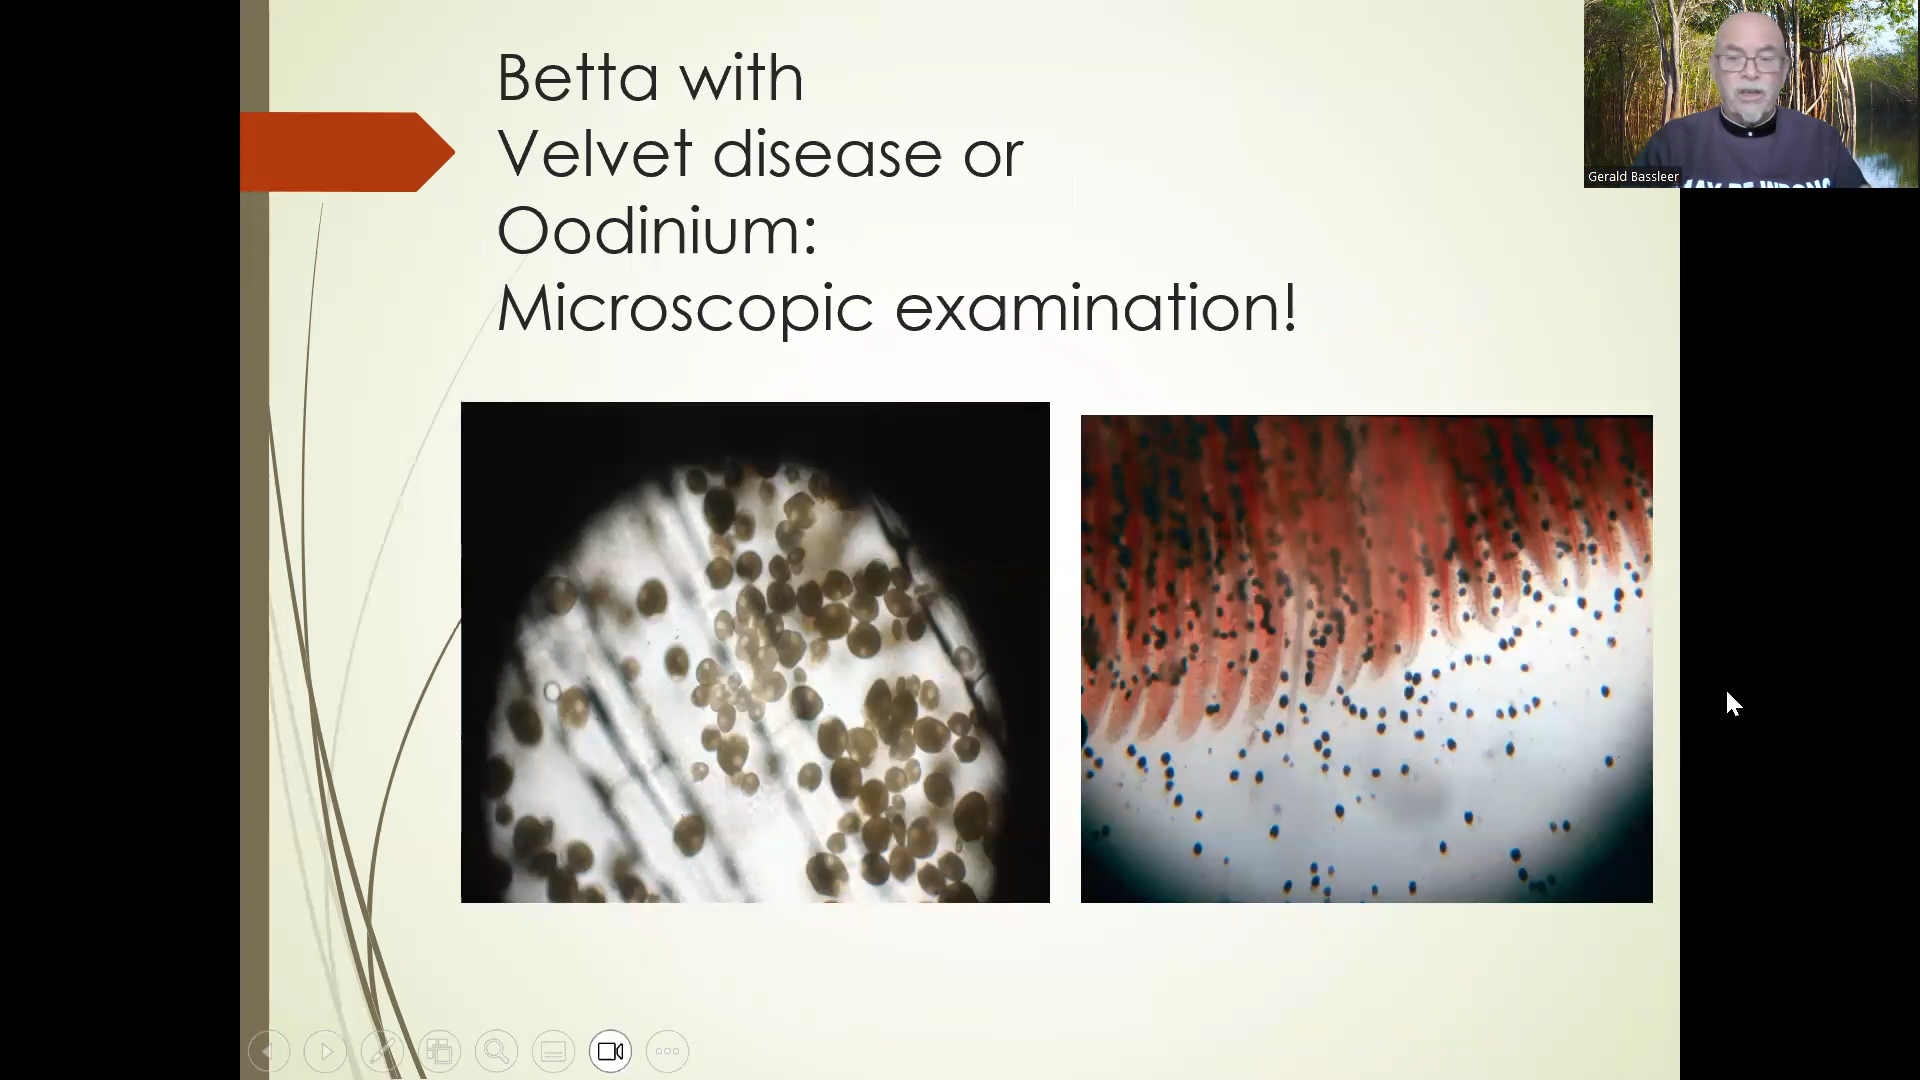 Betta with
Velvet disease or
Oodinium:
Microscopic examination!
Gerald Bassleer